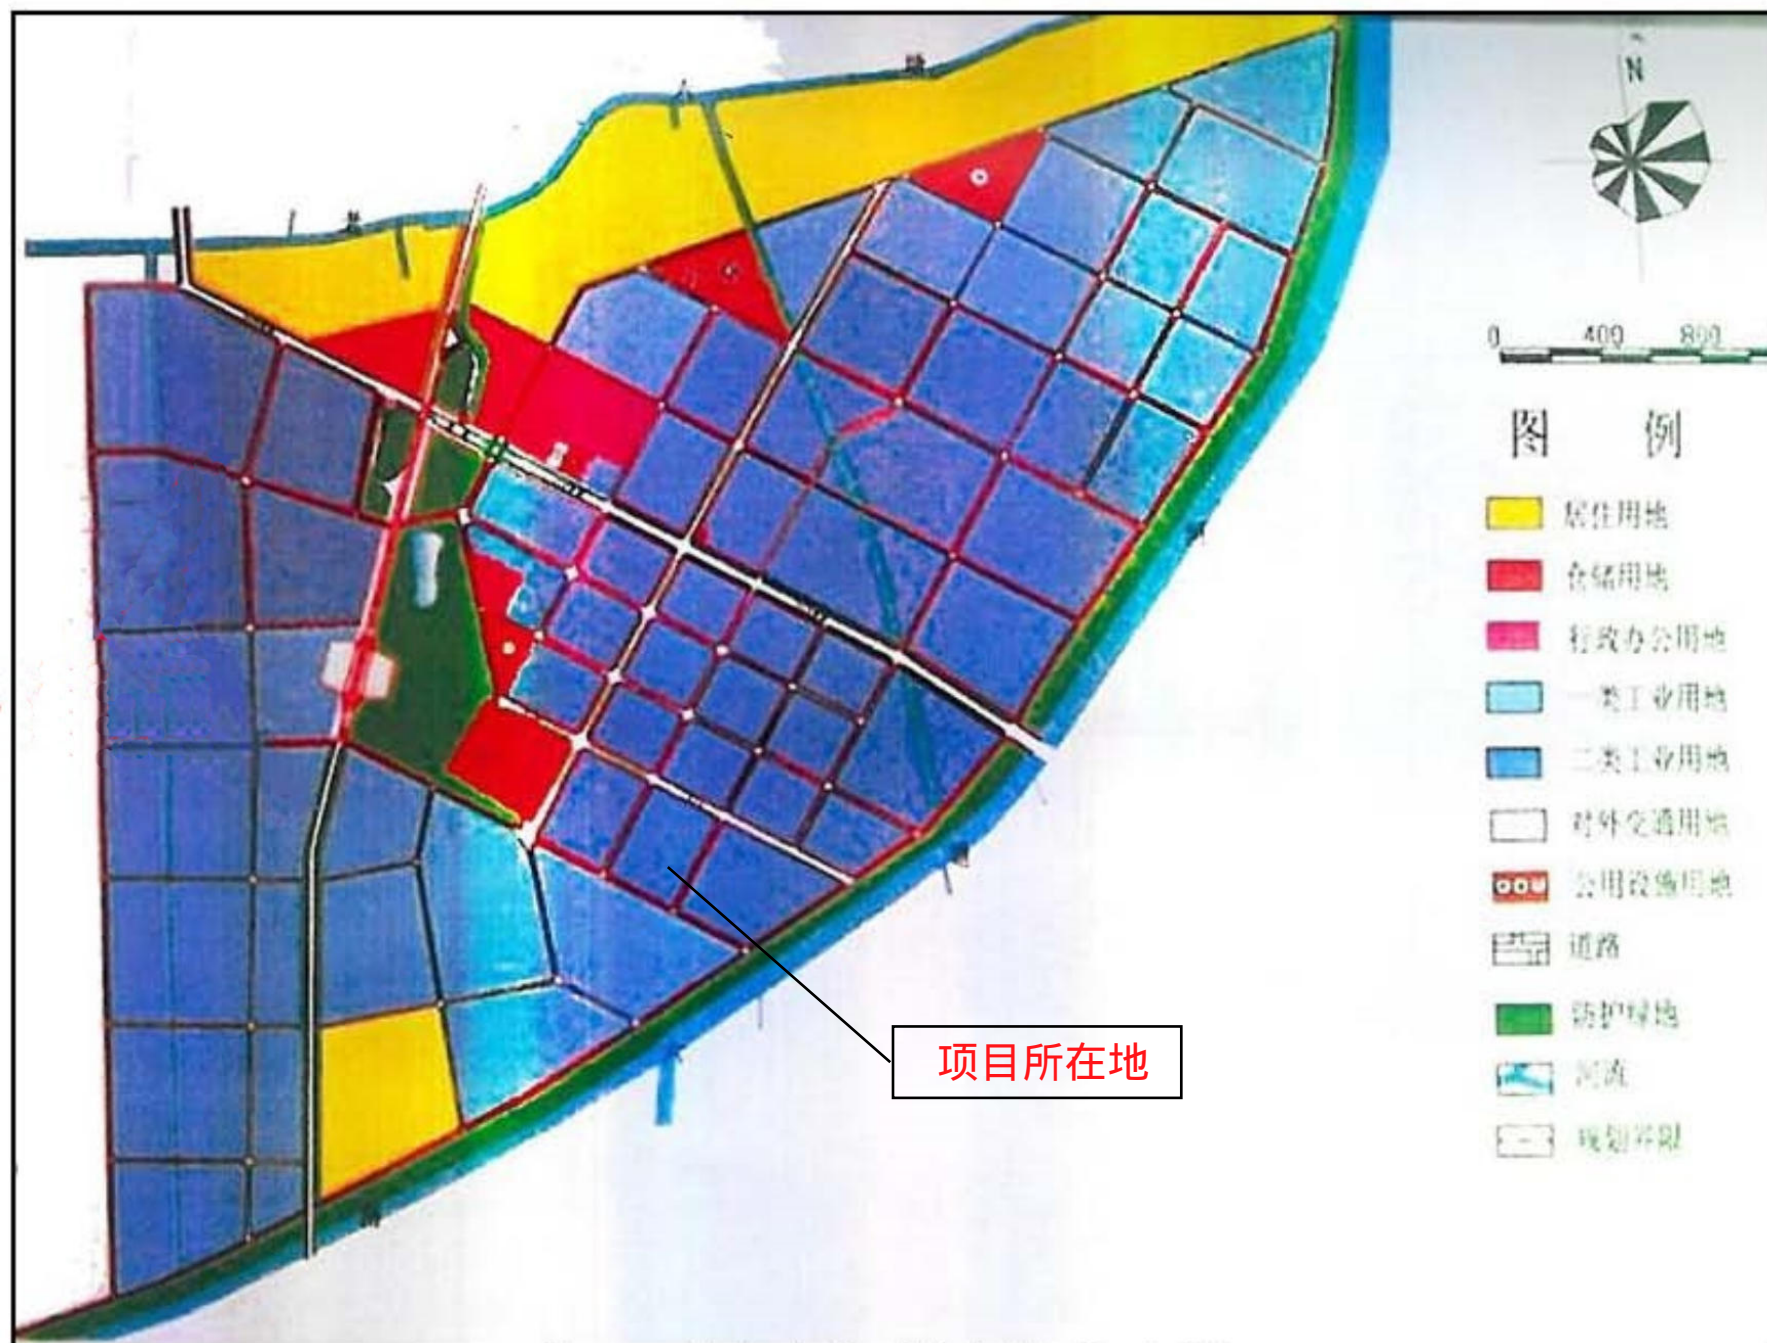 N
0 400 800
图 例
居住用地
仓储用地
行政办公用地
一类工业用地
二类工业用地
对外交通用地
公用设施用地
道路
防护绿地
河流
规划界限
项目所在地